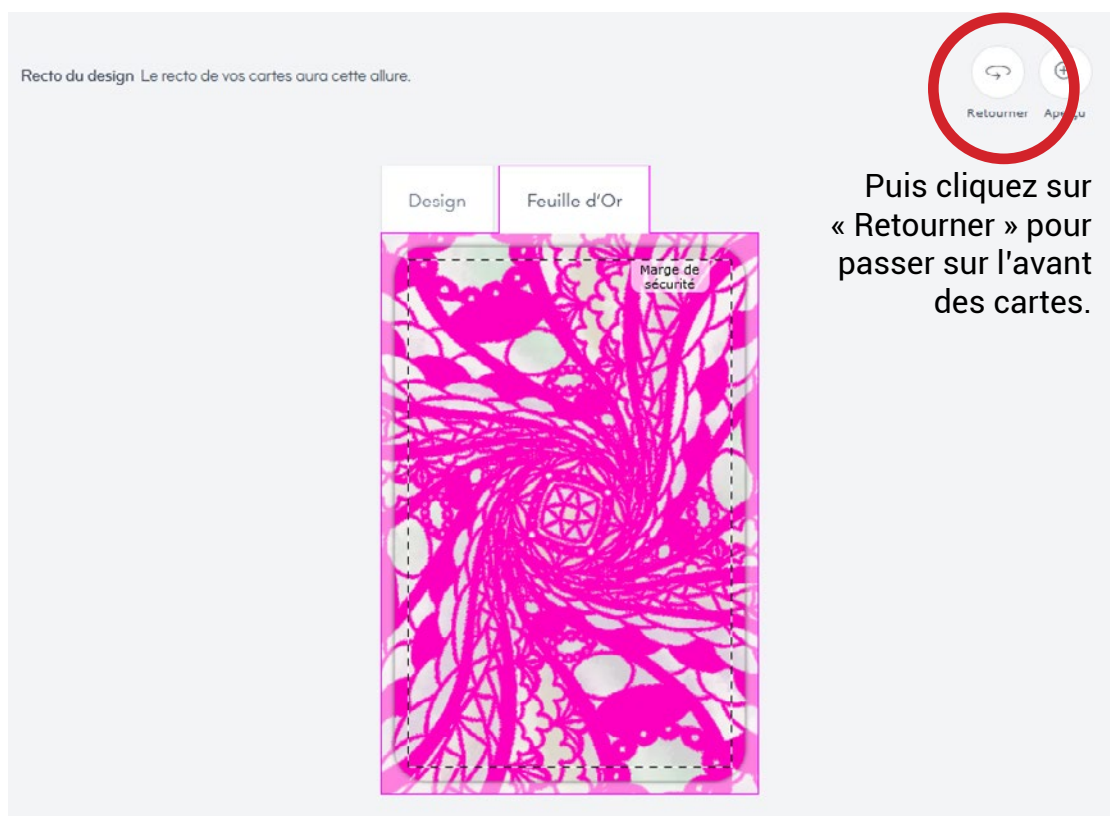 Recto du design Le recto de vos cartes aura cette allure.
Retourner Aperçu
Puis cliquez sur
« Retourner » pour
passer sur l'avant
des cartes.
Design Feuille d'Or
Marge de
sécurité